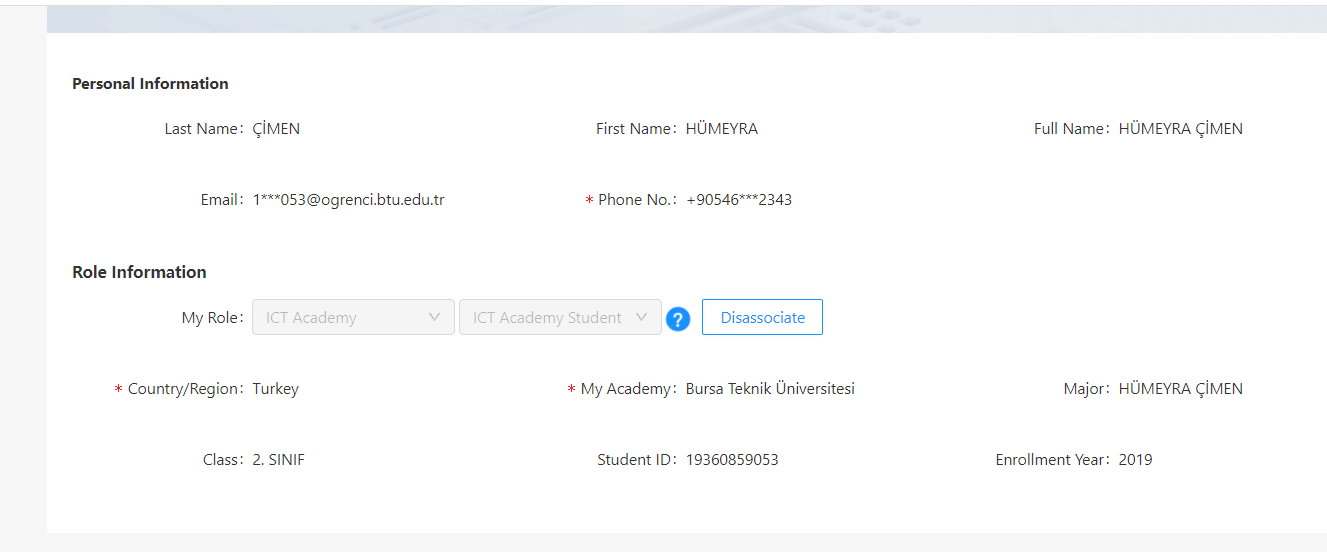 Personal Information
Last Name: ÇİMEN First Name: HÜMEYRA Full Name: HÜMEYRA ÇİMEN
Email: 1***053@ogrenci.btu.edu.tr * Phone No.: +90546***2343
Role Information
My Role: ICT Academy ICT Academy Student ? Disassociate
* Country/Region: Turkey * My Academy: Bursa Teknik Üniversitesi Major: HÜMEYRA ÇİMEN
Class: 2. SINIF Student ID: 19360859053 Enrollment Year: 2019